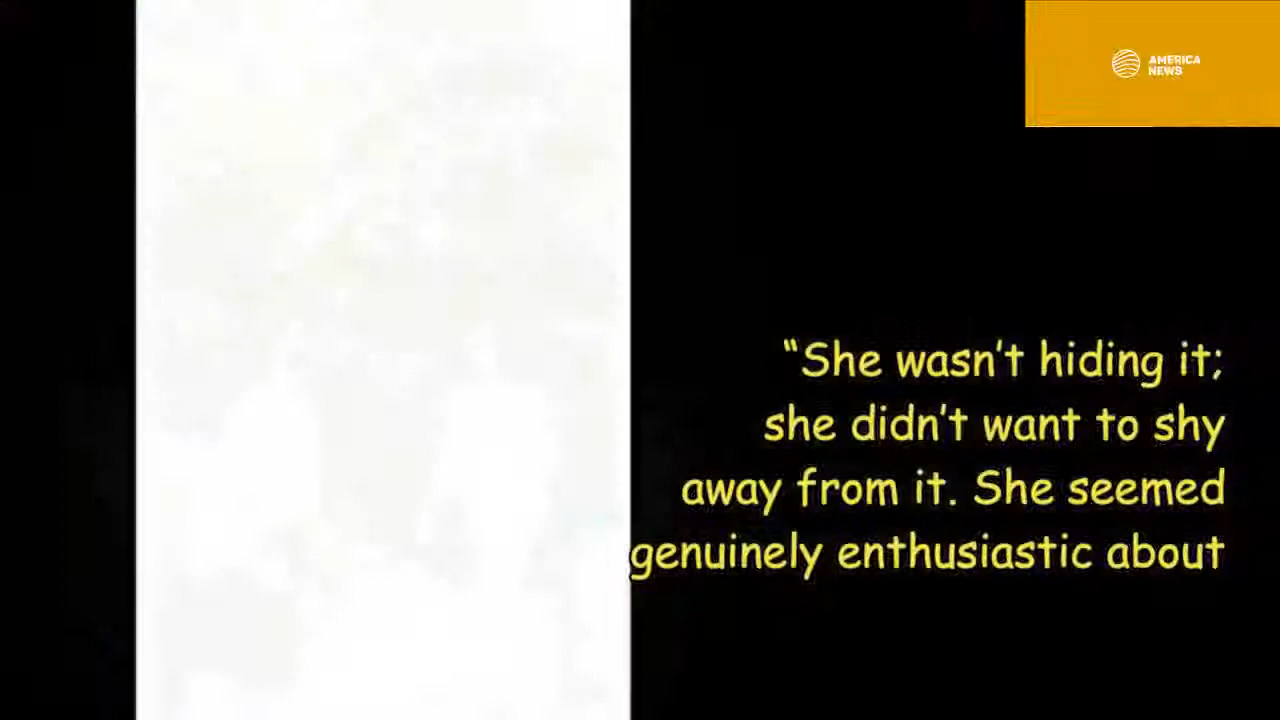 AMERICA
NEWS
“She wasn’t hiding it;
she didn’t want to shy
away from it. She seemed
genuinely enthusiastic about